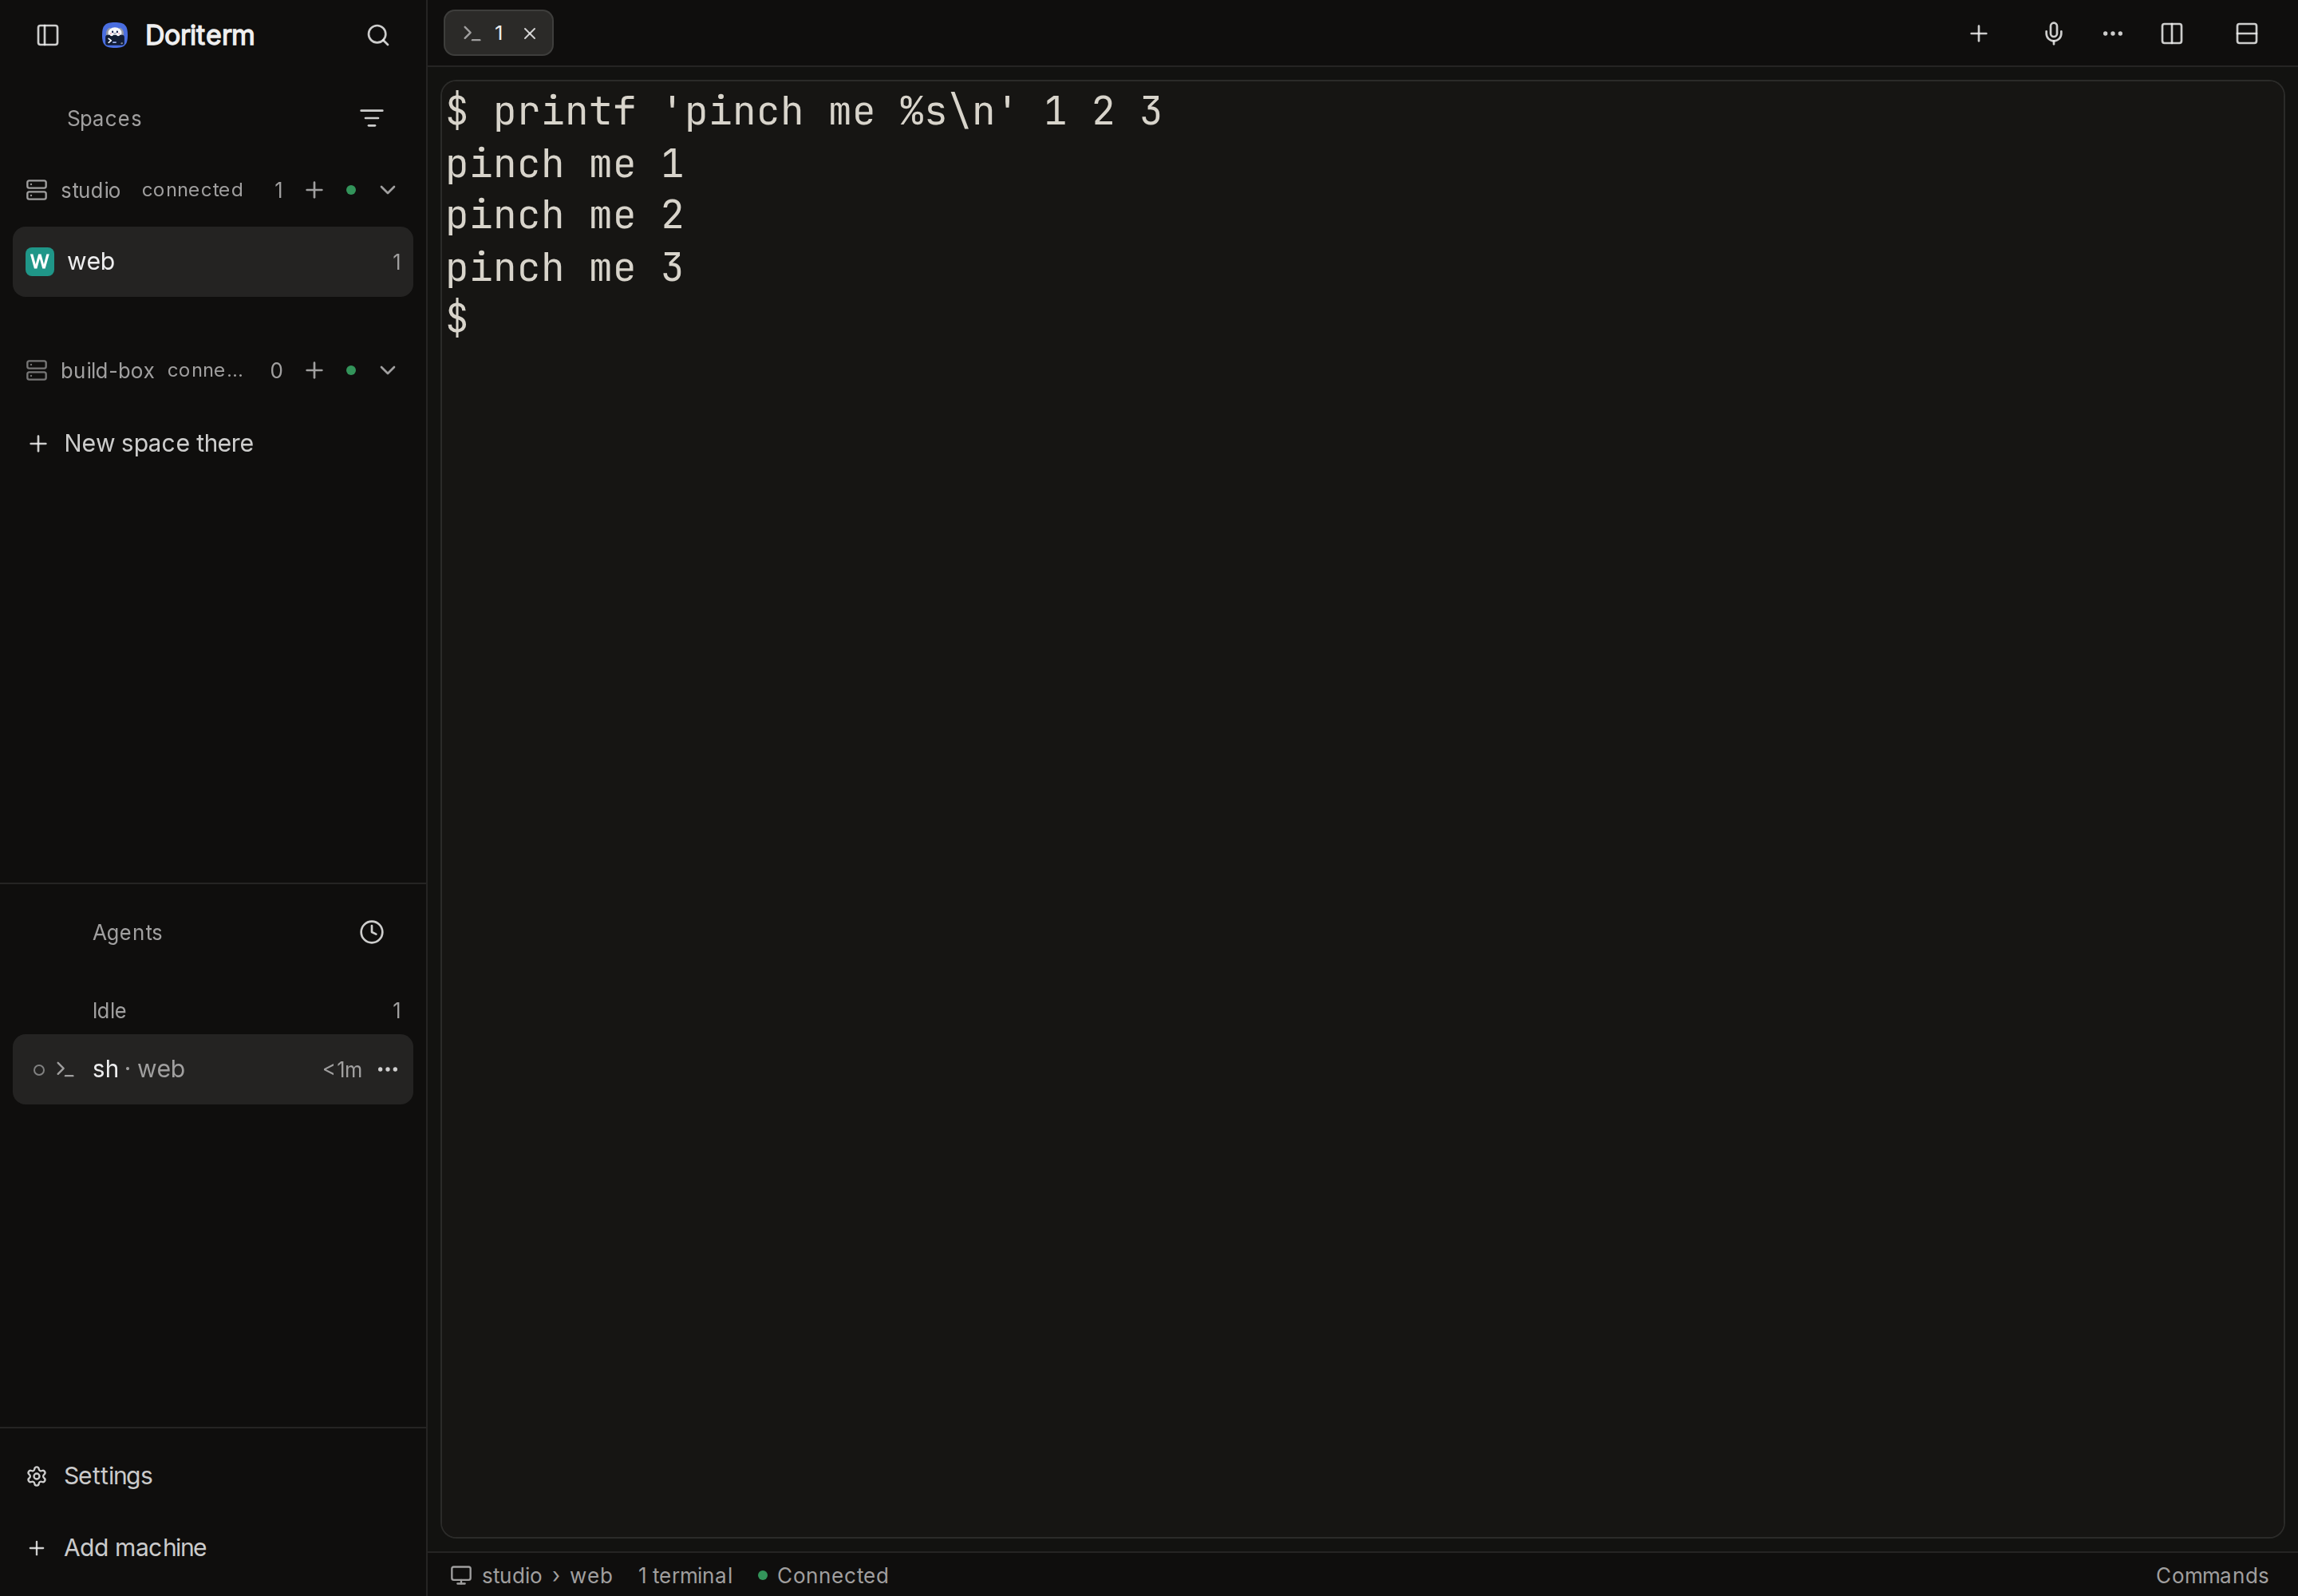 Doriterm
Spaces
studio connected 1
W web 1
build-box conne... 0
New space there
Agents
Idle 1
sh · web <1m
Settings
Add machine
1
$ printf 'pinch me %s\n' 1 2 3
pinch me 1
pinch me 2
pinch me 3
$
studio › web 1 terminal Connected
Commands